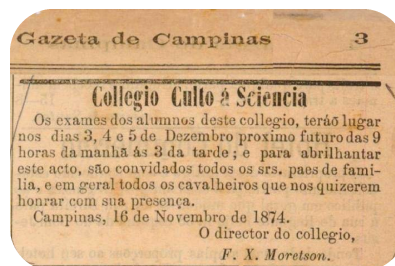 Gazeta de Campinas 3
Collegio Culto á Sciencia
Os exames dos alumnos deste collegio, teráõ lugar
nos dias 3, 4 e 5 de Dezembro proximo futuro das 9
horas da manhã ás 3 da tarde; e para abrilhantar
este acto, são convidados todos os srs. paes de fami-
lia, e em geral todos os cavalheiros que nos quizerem
honrar com sua presença.
Campinas, 16 de Novembro de 1874.
O director do collegio,
F. X. Moretson.